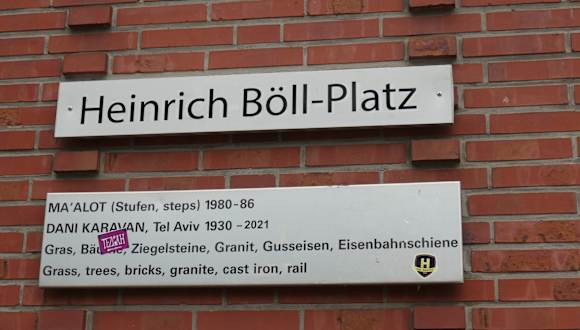 Heinrich Böll-Platz
MA'ALOT (Stufen, steps) 1980-86
DANI KARAVAN, Tel Aviv 1930 - 2021
Gras, Ziegelsteine, Granit, Gusseisen, Eisenbahnschiene
Grass, trees, bricks, granite, cast iron, rail
H